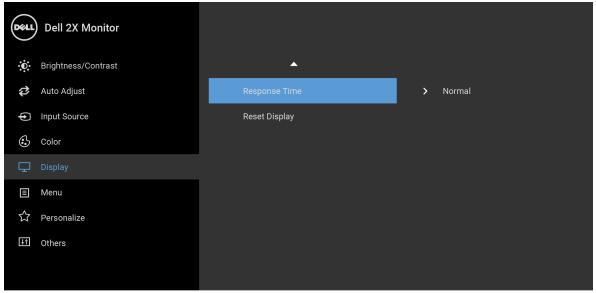 DELL Dell 2X Monitor
Brightness/Contrast
Auto Adjust Response Time Normal
Input Source Reset Display
Color
Display
Menu
Personalize
Others